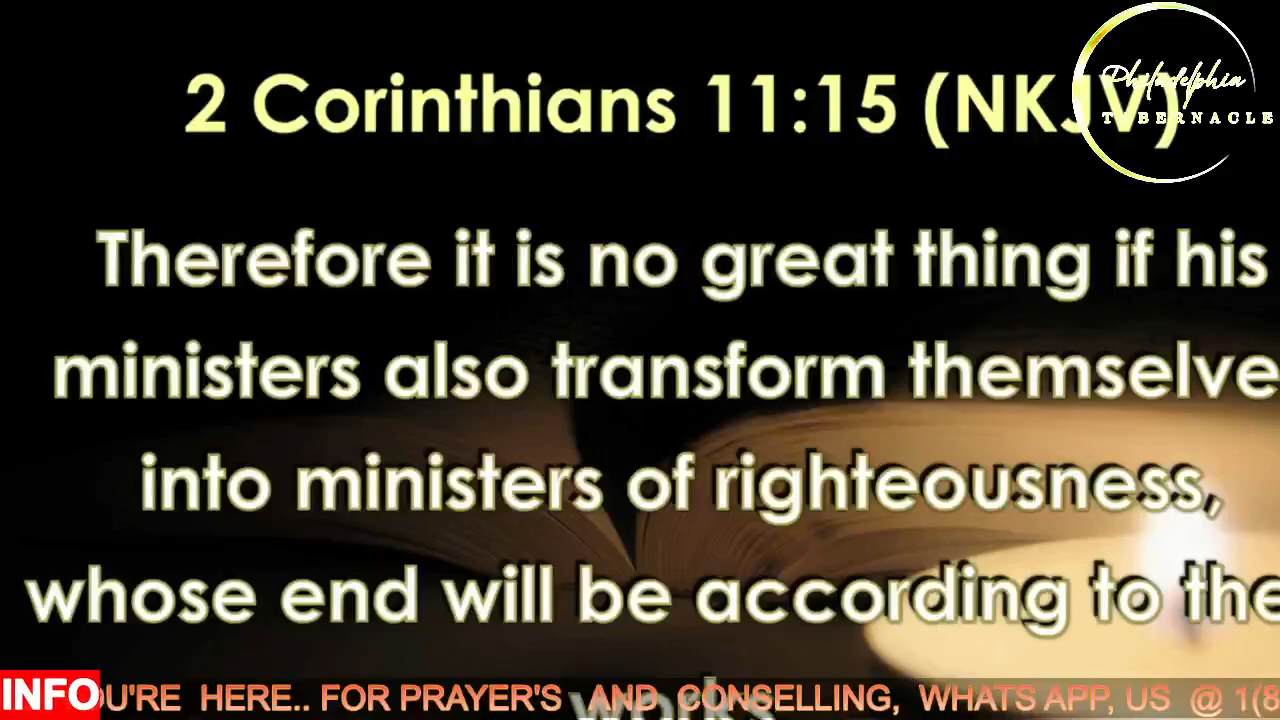 2 Corinthians 11:15 (NKJV)
Philadelphia
TABERNACLE
Therefore it is no great thing if his
ministers also transform themselve
into ministers of righteousness,
whose end will be according to the
works
INFO
OU'RE HERE.. FOR PRAYER'S AND CONSELLING, WHATS APP, US @ 1(8